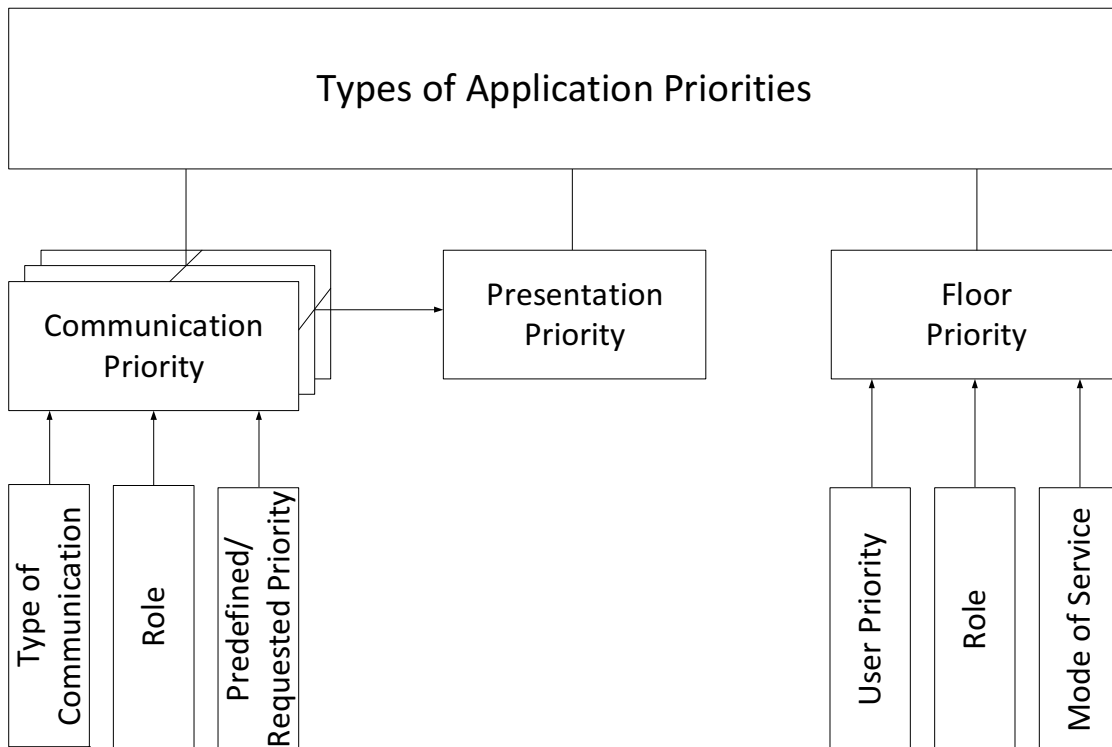 Types of Application Priorities
Communication
Priority
Presentation
Priority
Floor
Priority
Type of
Communication
Role
Predefined/
Requested Priority
User Priority
Role
Mode of Service